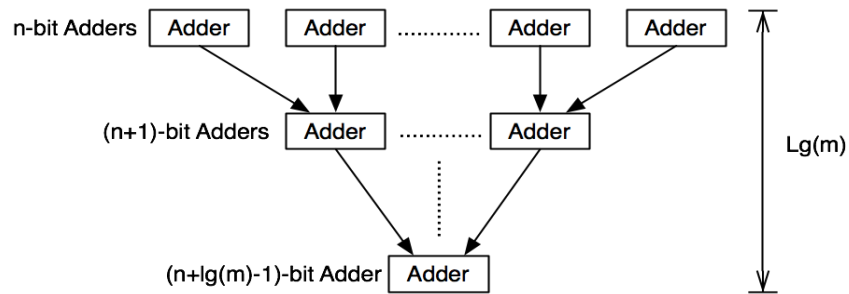 n-bit Adders Adder Adder Adder Adder
(n+1)-bit Adders Adder Adder
Lg(m)
(n+lg(m)-1)-bit Adder Adder